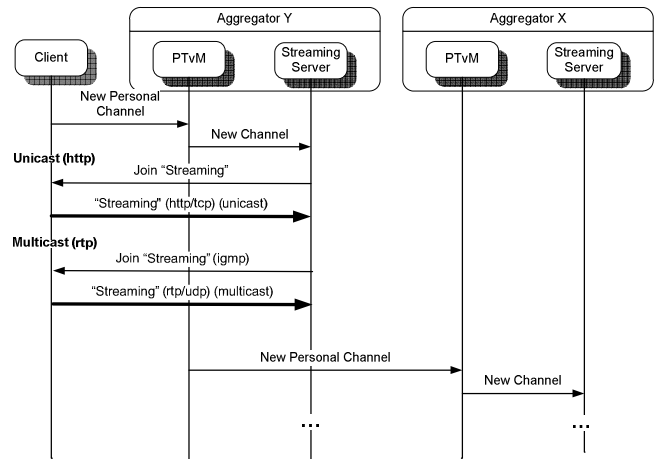 Aggregator Y
Aggregator X
Client
PTvM
Streaming
Server
PTvM
Streaming
Server
New Personal
Channel
New Channel
Unicast (http)
Join “Streaming”
“Streaming” (http/tcp) (unicast)
Multicast (rtp)
Join “Streaming” (igmp)
“Streaming” (rtp/udp) (multicast)
New Personal Channel
New Channel
...
...